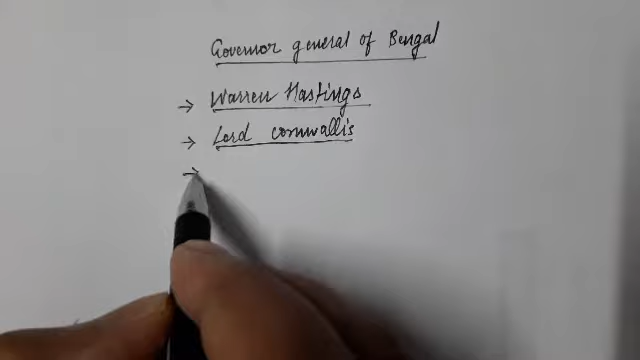 Governor general of Bengal
→ Warren Hastings
→ Lord cornwallis
→